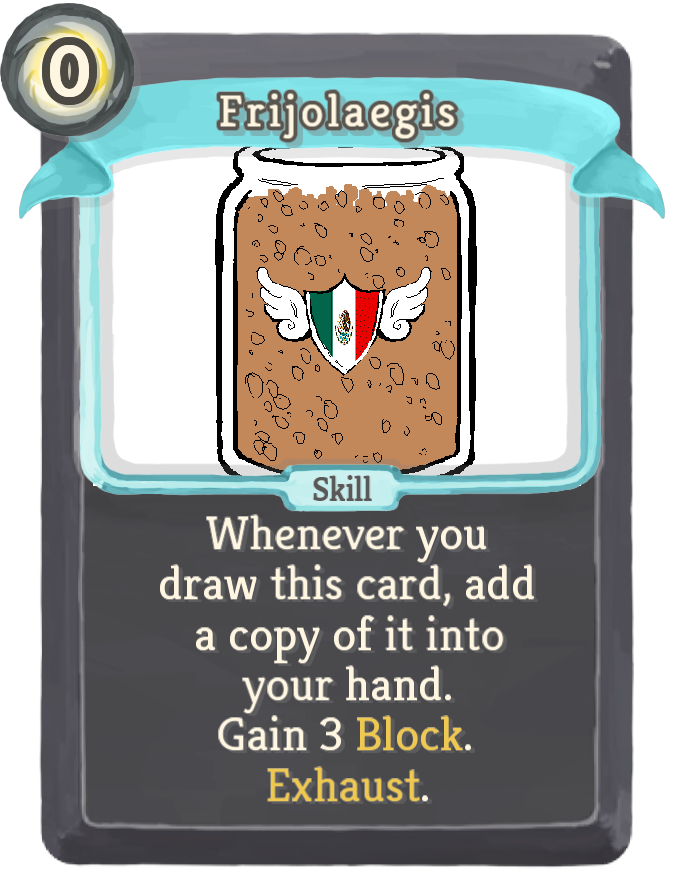 0
Frijolaegis
Skill
Whenever you
draw this card, add
a copy of it into
your hand.
Gain 3 Block.
Exhaust.